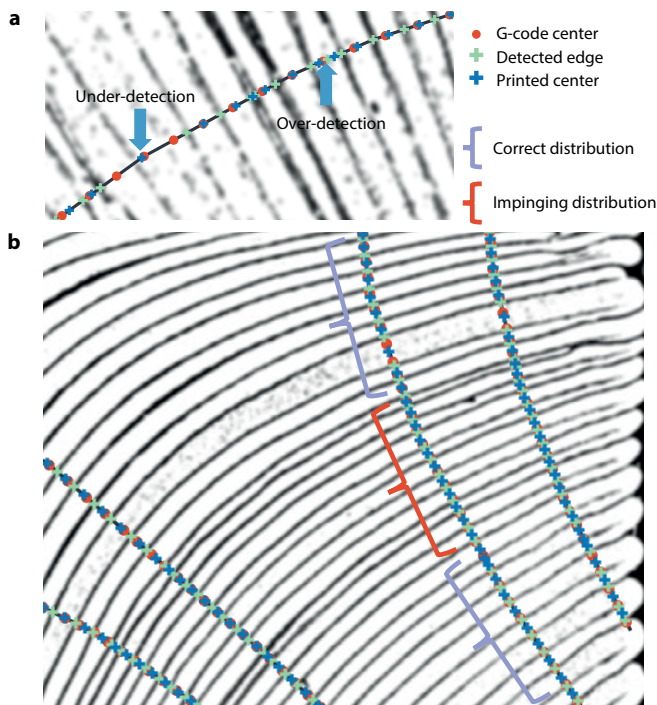 a
G-code center
Detected edge
Printed center
Under-detection
Over-detection
Correct distribution
Impinging distribution
b